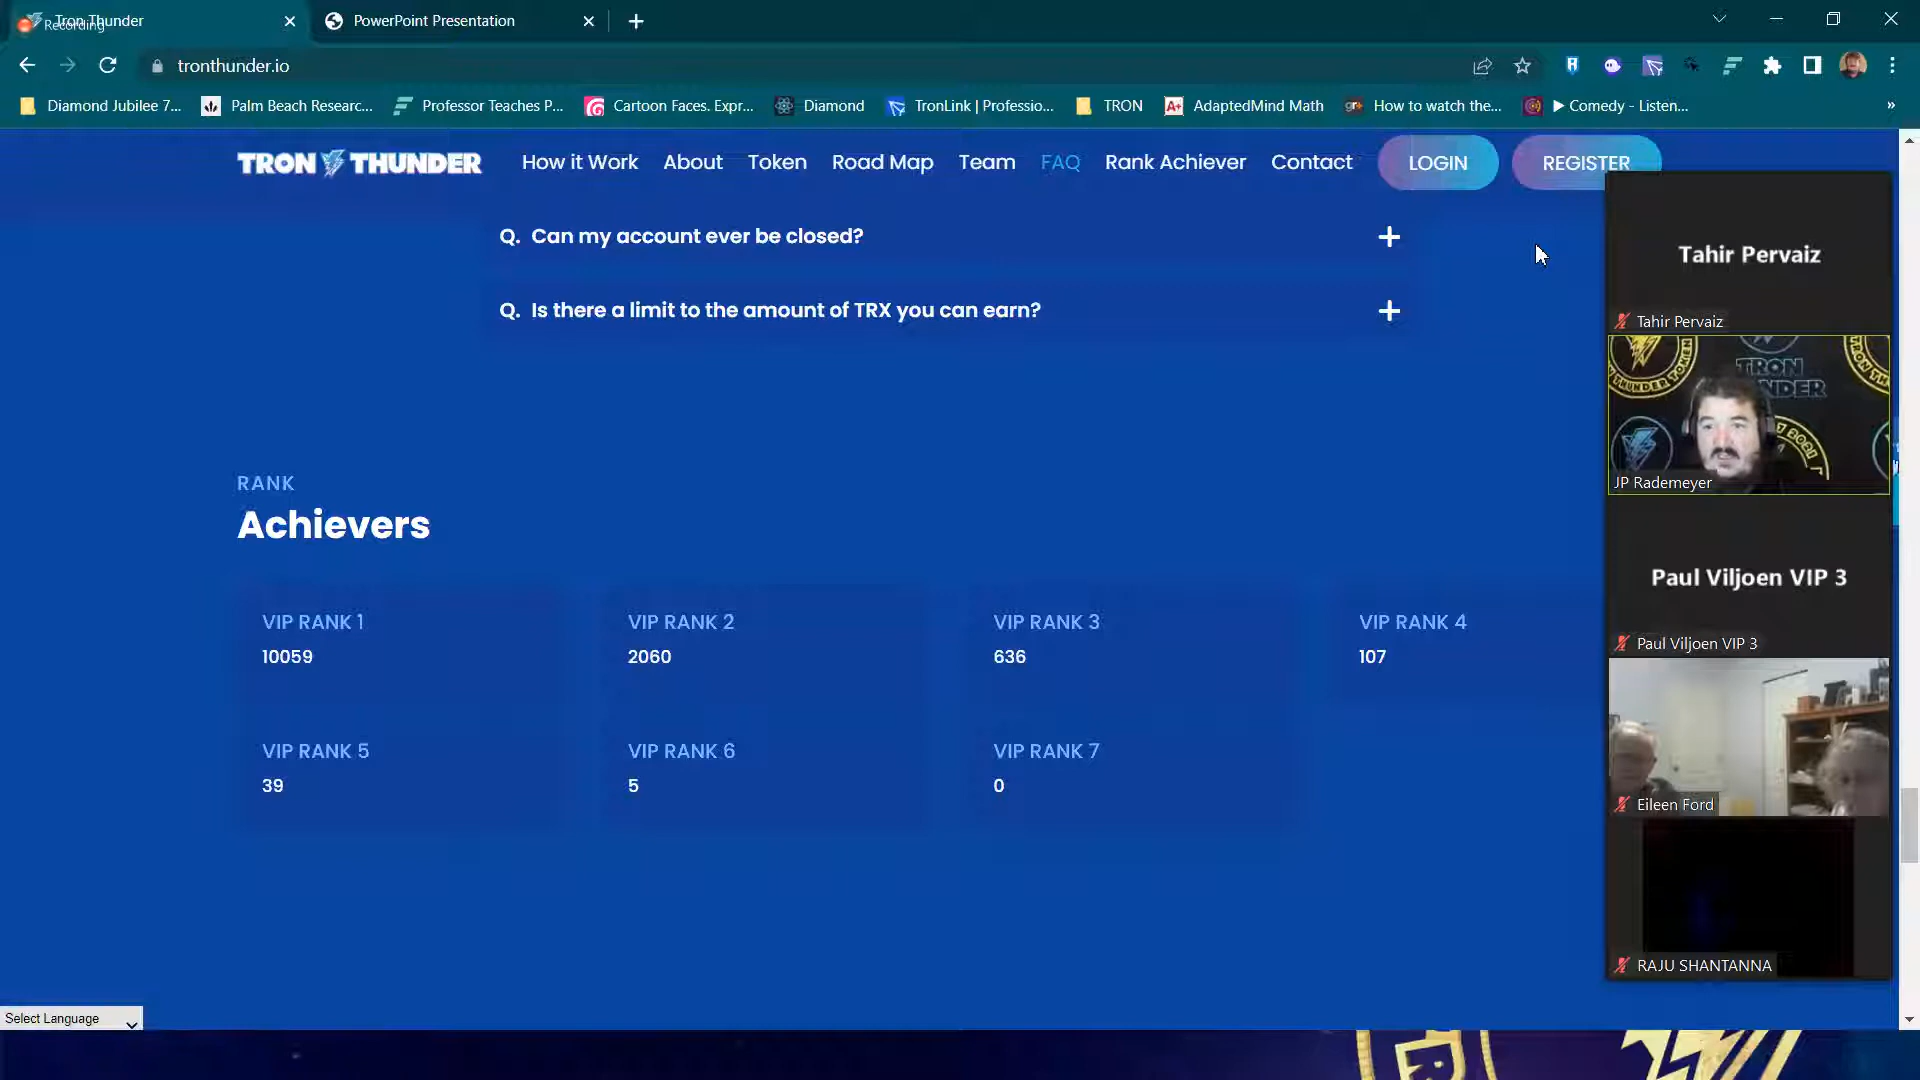 Tron Thunder
Recording
PowerPoint Presentation
tronthunder.io
Diamond Jubilee 7...
Palm Beach Researc...
Professor Teaches P...
Cartoon Faces. Expr...
Diamond
TronLink | Professio...
TRON
AdaptedMind Math
How to watch the...
Comedy - Listen...
TRON THUNDER
How it Work
About
Token
Road Map
Team
FAQ
Rank Achiever
Contact
LOGIN
REGISTER
Q. Can my account ever be closed?
Q. Is there a limit to the amount of TRX you can earn?
RANK
Achievers
VIP RANK 1
10059
VIP RANK 2
2060
VIP RANK 3
636
VIP RANK 4
107
VIP RANK 5
39
VIP RANK 6
5
VIP RANK 7
0
Select Language
Tahir Pervaiz
Tahir Pervaiz
TRON
JP Rademeyer
Paul Viljoen VIP 3
Paul Viljoen VIP 3
Eileen Ford
RAJU SHANTANNA